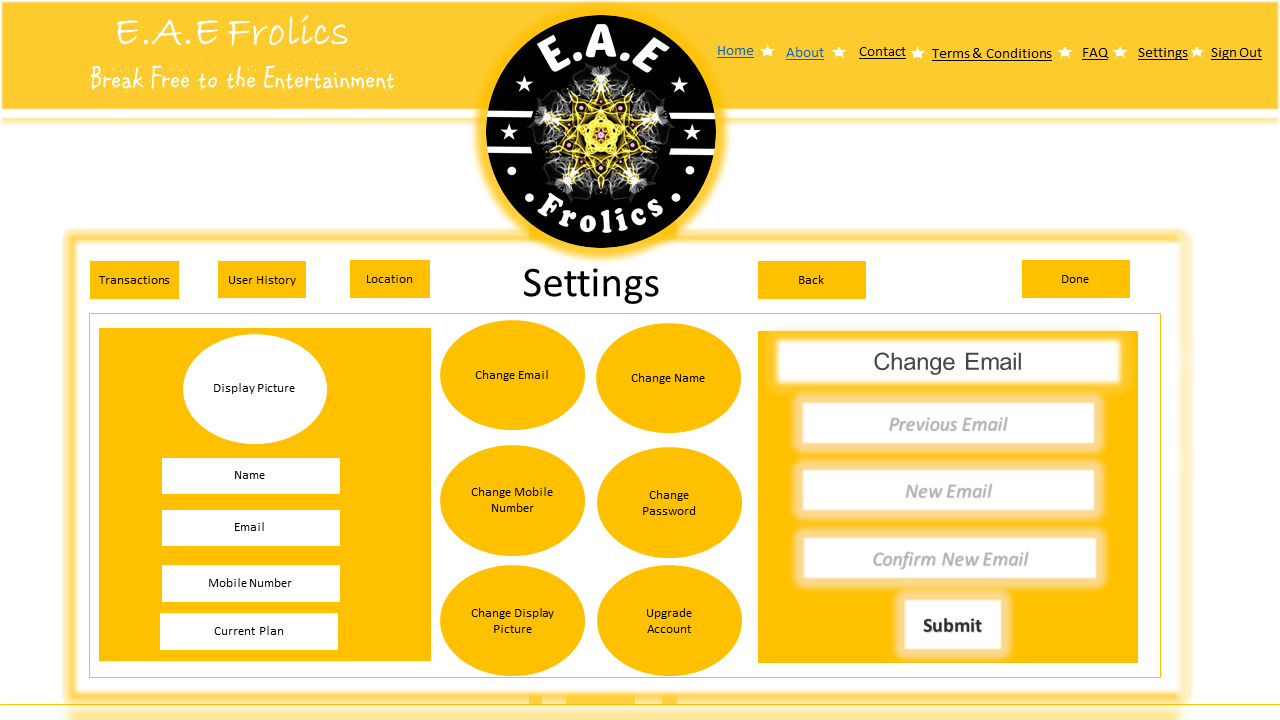 E.A.E Frolics
Break Free to the Entertainment
E.A.E
Frolics
Home About Contact Terms & Conditions FAQ Settings Sign Out
Transactions
User History
Location
Settings
Back
Done
Display Picture
Name
Email
Mobile Number
Current Plan
Change Email
Change Name
Change Mobile
Number
Change
Password
Change Display
Picture
Upgrade
Account
Change Email
Previous Email
New Email
Confirm New Email
Submit